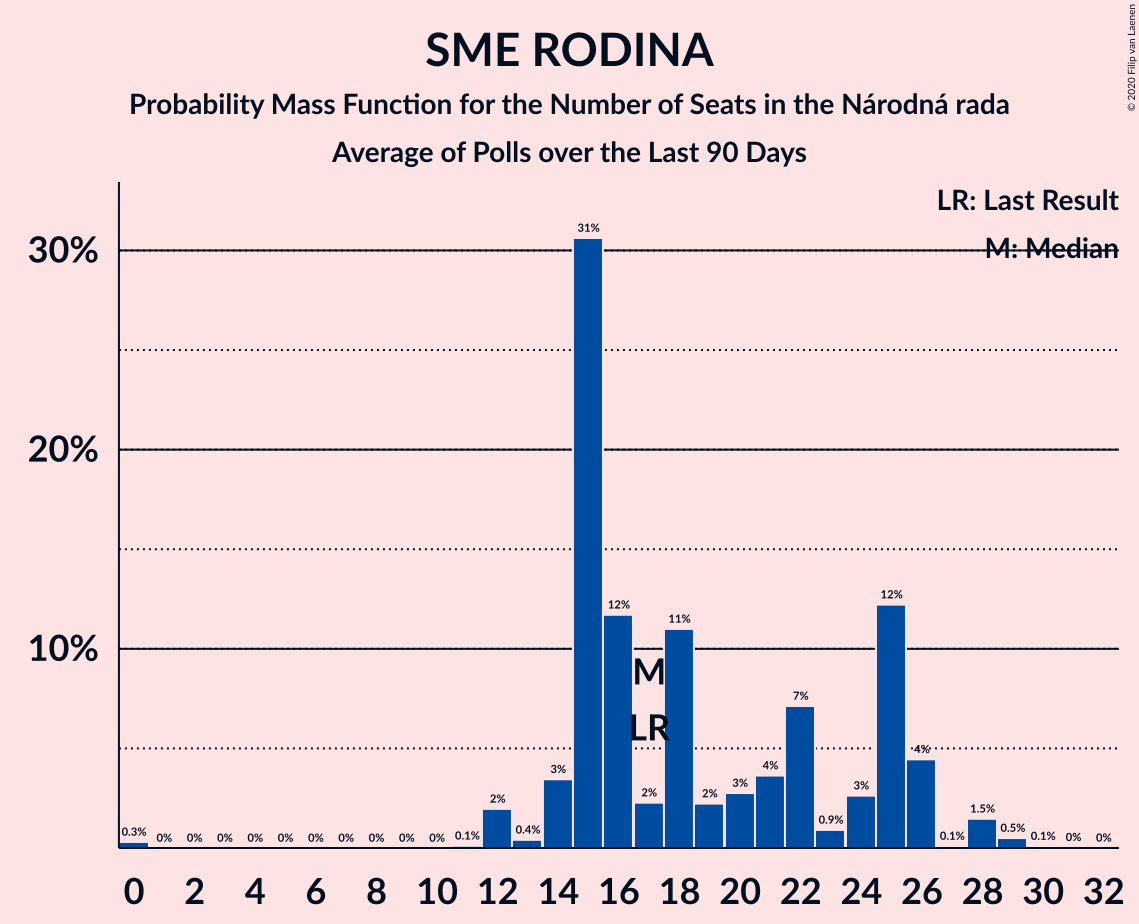 SME RODINA
Probability Mass Function for the Number of Seats in the Národná rada
Average of Polls over the Last 90 Days
© 2020 Filip van Laenen
LR: Last Result
M: Median
30%
20%
10%
0.3% 0% 0% 0% 0% 0% 0% 0% 0% 0% 0% 0.1% 2% 0.4% 3% 31% 12% 2% 11% 2% 3% 4% 7% 0.9% 3% 12% 4% 0.1% 1.5% 0.5% 0.1% 0% 0%
M
LR
0 2 4 6 8 10 12 14 16 18 20 22 24 26 28 30 32